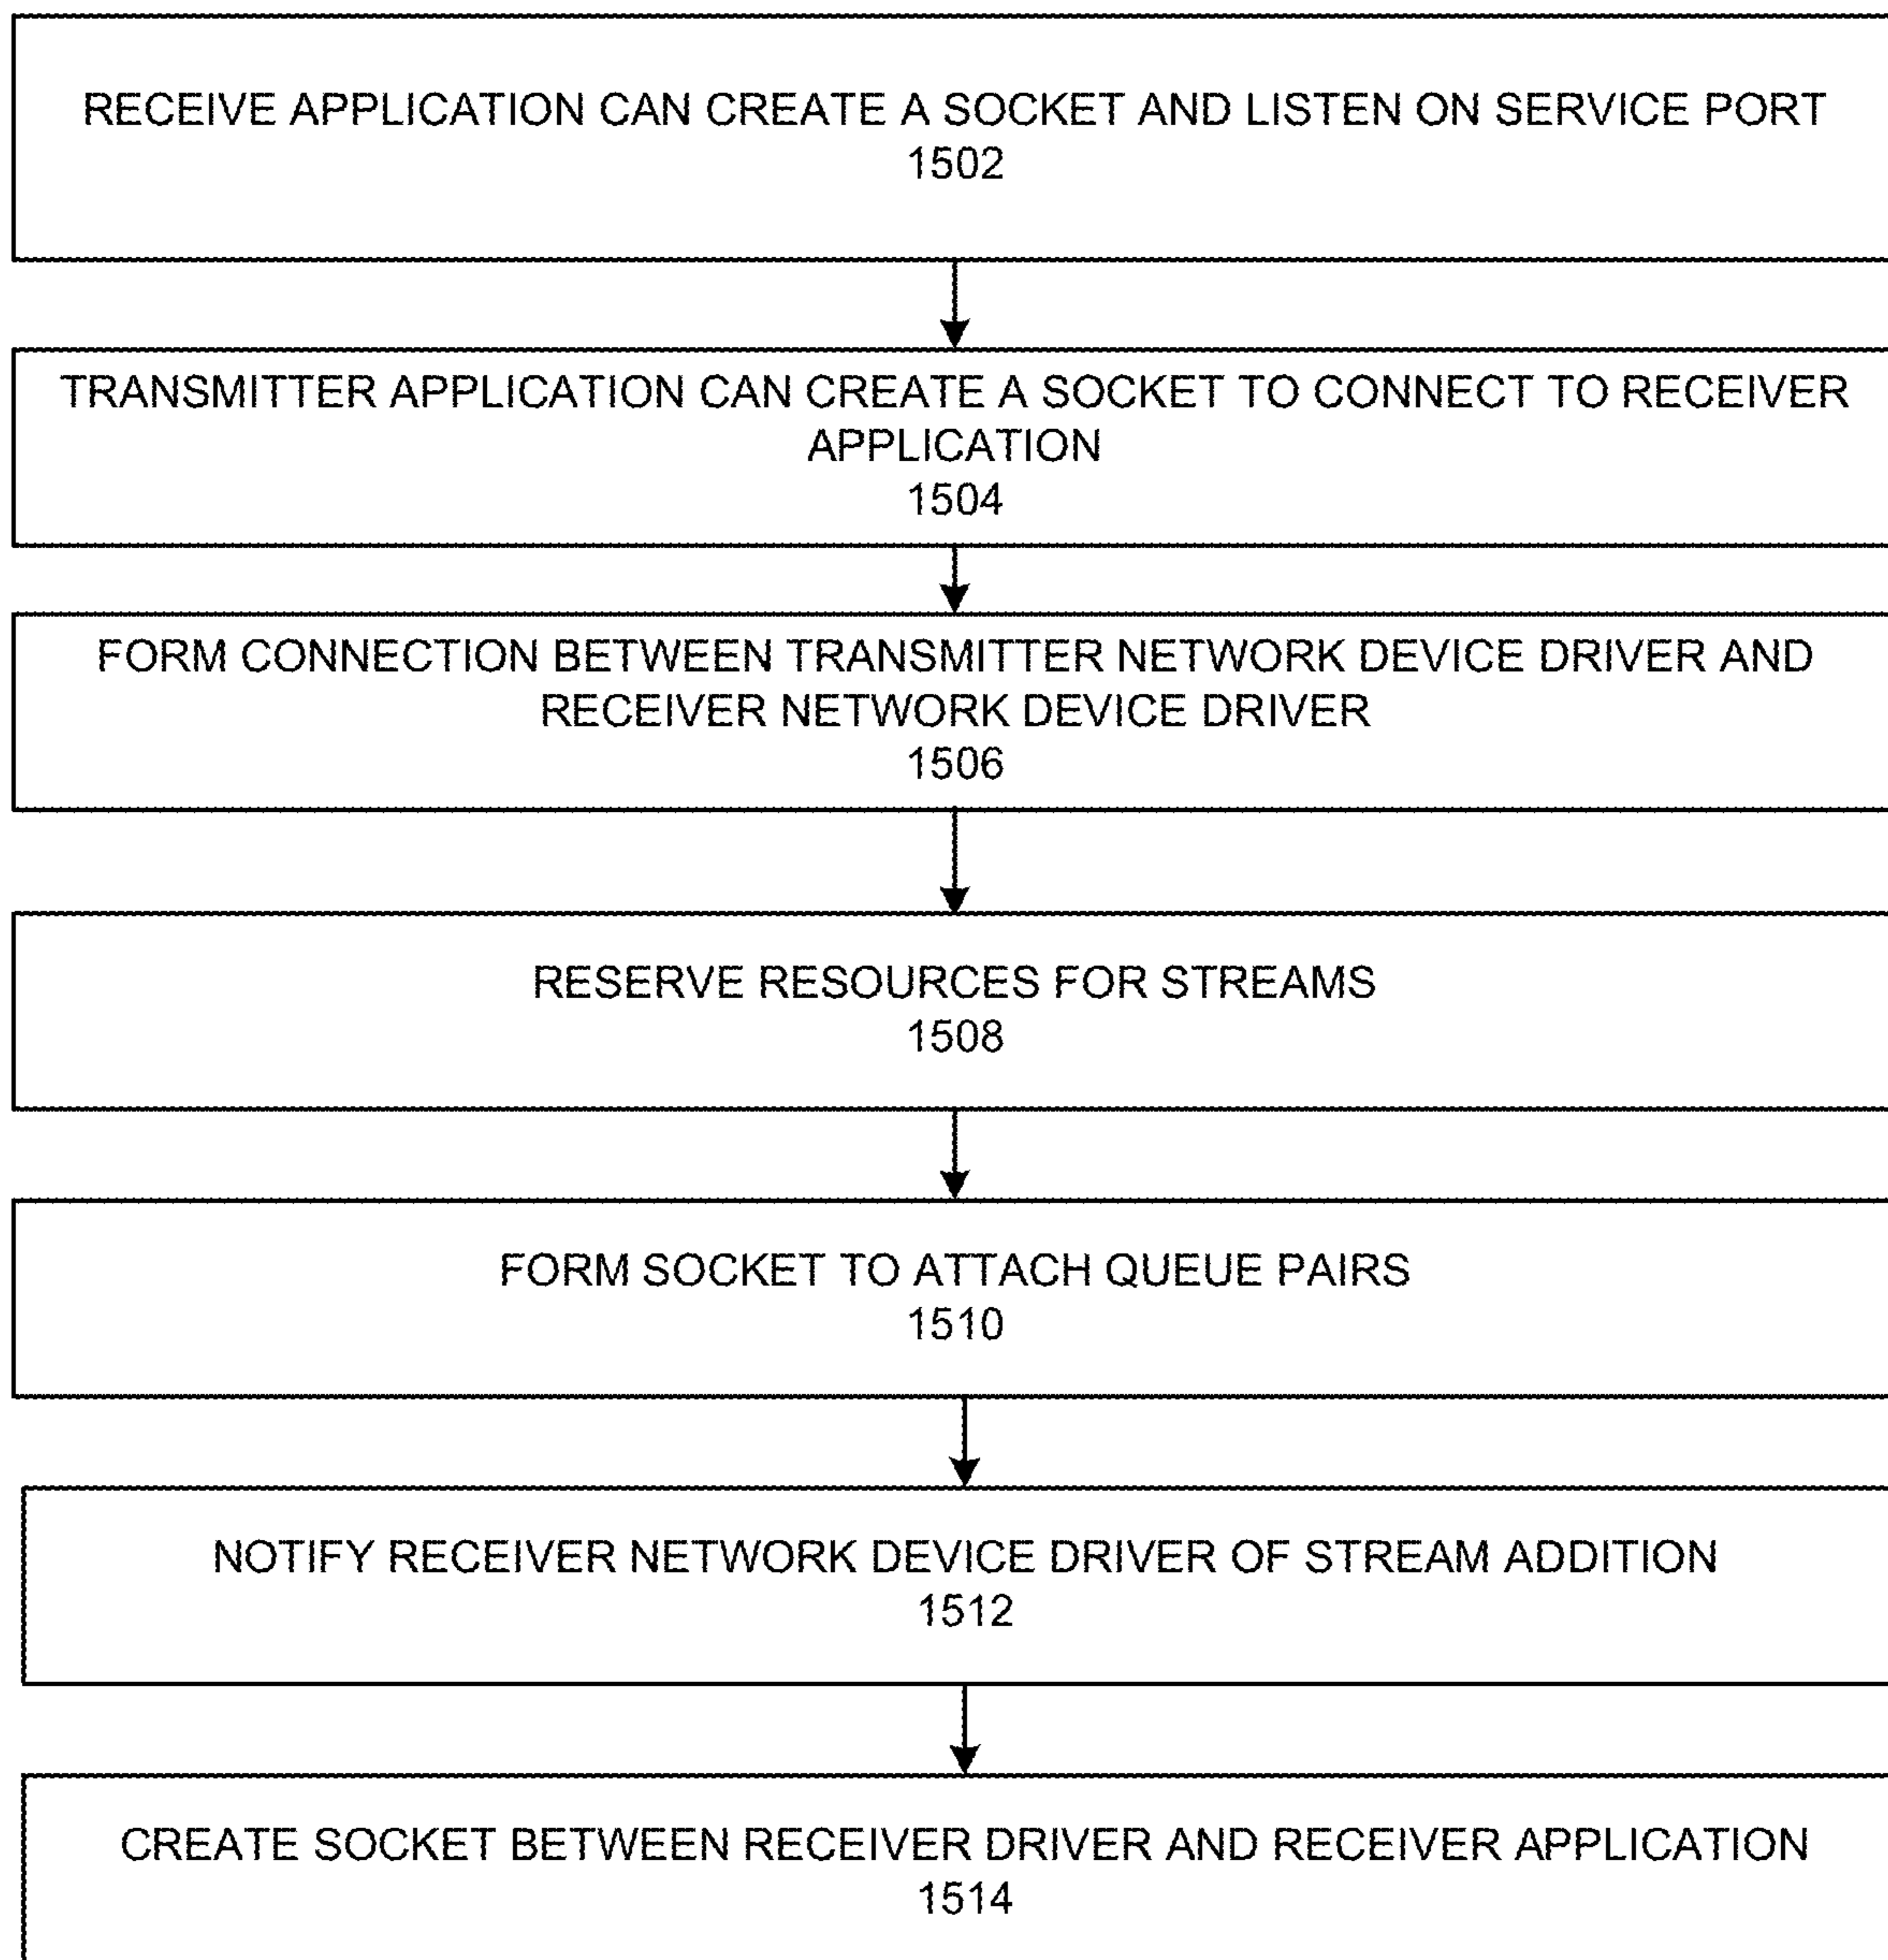 RECEIVE APPLICATION CAN CREATE A SOCKET AND LISTEN ON SERVICE PORT
1502
TRANSMITTER APPLICATION CAN CREATE A SOCKET TO CONNECT TO RECEIVER
APPLICATION
1504
FORM CONNECTION BETWEEN TRANSMITTER NETWORK DEVICE DRIVER AND
RECEIVER NETWORK DEVICE DRIVER
1506
RESERVE RESOURCES FOR STREAMS
1508
FORM SOCKET TO ATTACH QUEUE PAIRS
1510
NOTIFY RECEIVER NETWORK DEVICE DRIVER OF STREAM ADDITION
1512
CREATE SOCKET BETWEEN RECEIVER DRIVER AND RECEIVER APPLICATION
1514